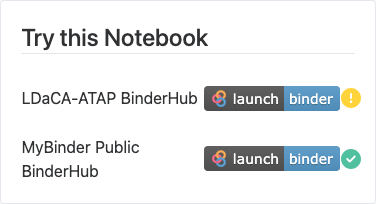 Try this Notebook
LDaCA-ATAP BinderHub launch binder
MyBinder Public
BinderHub
launch binder